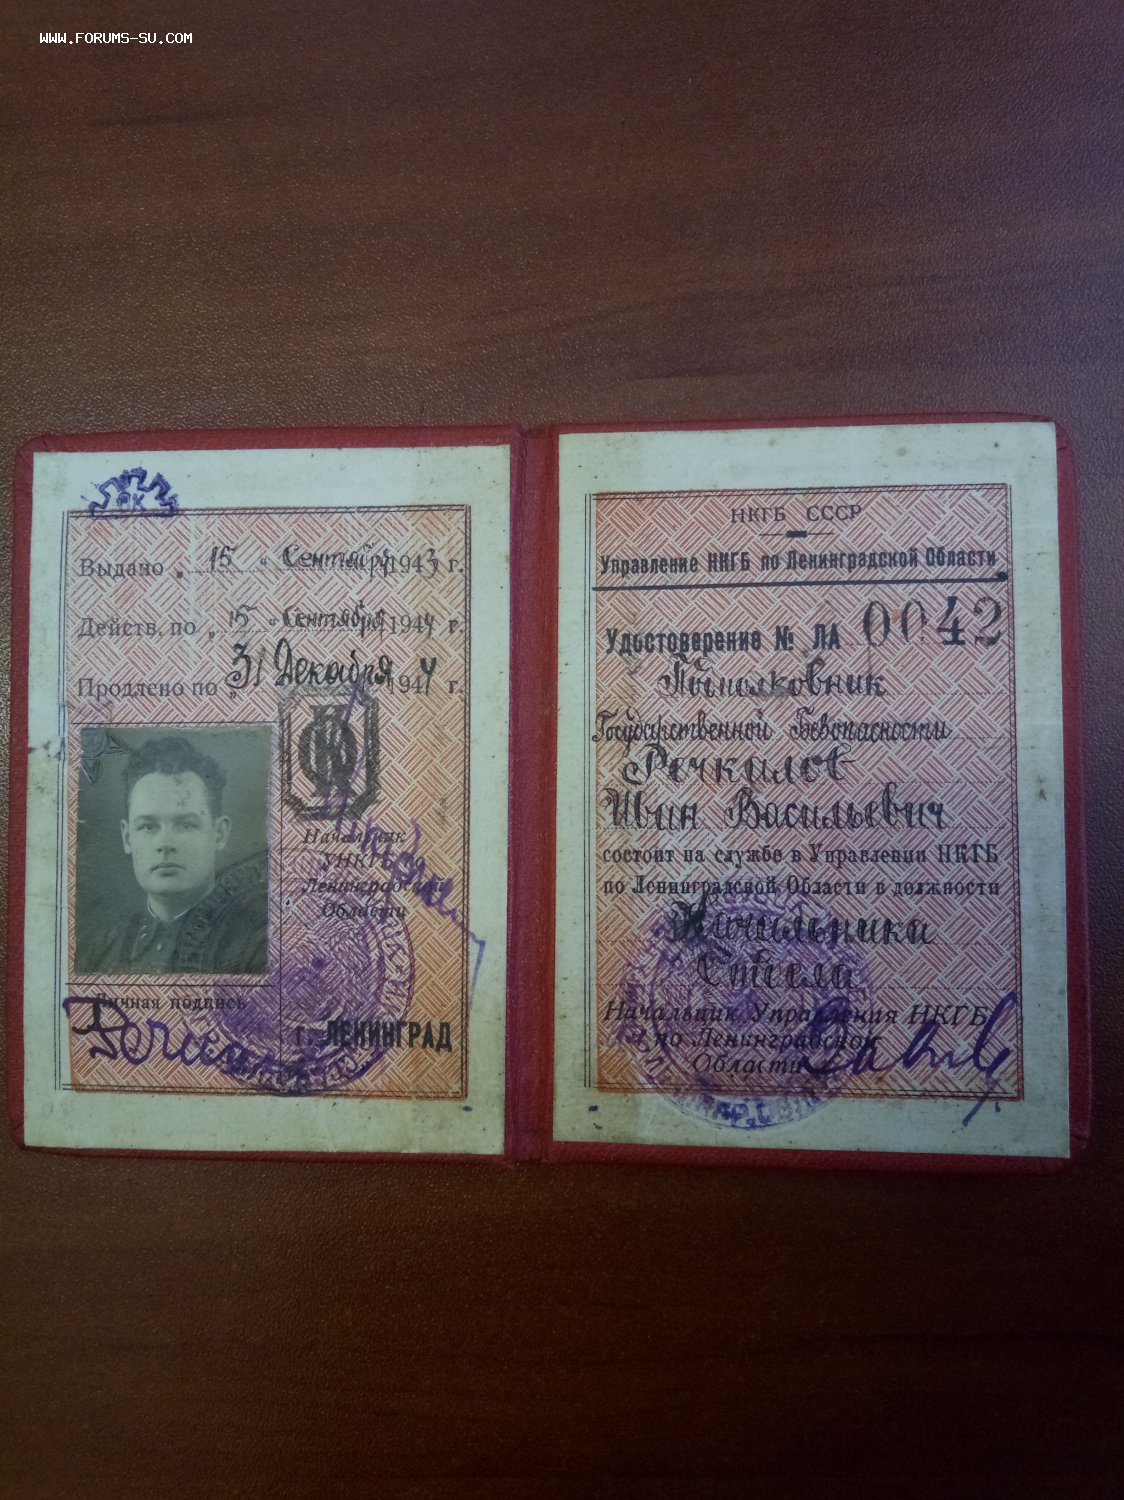 WWW.FORUMS-SU.COM
Выдано „ 15 “ Сентября 1943 г.
Действ. по „ 15 “ Сентября 1944 г.
Продлено по „ 31 Декабря 1944 г.
Начальник
УНКГБ
Ленинградской
Области
Личная подпись
г. ЛЕНИНГРАД
НКГБ СССР
Управление НКГБ по Ленинградской Области
Удостоверение № ЛА 0042
Подполковник
Государственной Безопасности
Речкалов
Иван Васильевич
состоит на службе в Управлении НКГБ
по Ленинградской Области в должности
Начальника
Отдела
Начальник Управления НКГБ
по Ленинградской
Области